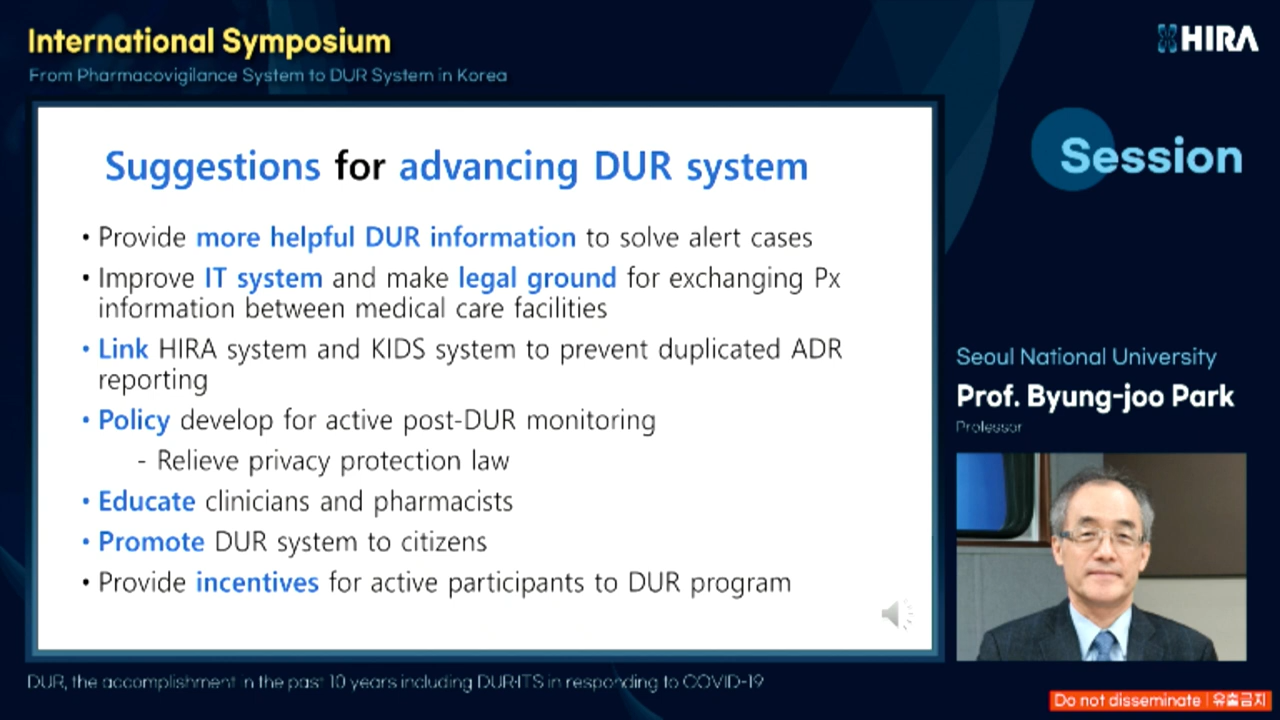 International Symposium
From Pharmacovigilance System to DUR System in Korea
HIRA
Session
Suggestions for advancing DUR system
• Provide more helpful DUR information to solve alert cases
• Improve IT system and make legal ground for exchanging Px
information between medical care facilities
• Link HIRA system and KIDS system to prevent duplicated ADR
reporting
• Policy develop for active post-DUR monitoring
- Relieve privacy protection law
• Educate clinicians and pharmacists
• Promote DUR system to citizens
• Provide incentives for active participants to DUR program
Seoul National University
Prof. Byung-joo Park
Professor
DUR, the accomplishment in the past 10 years including DUR·ITS in responding to COVID-19
Do not disseminate | 유출금지